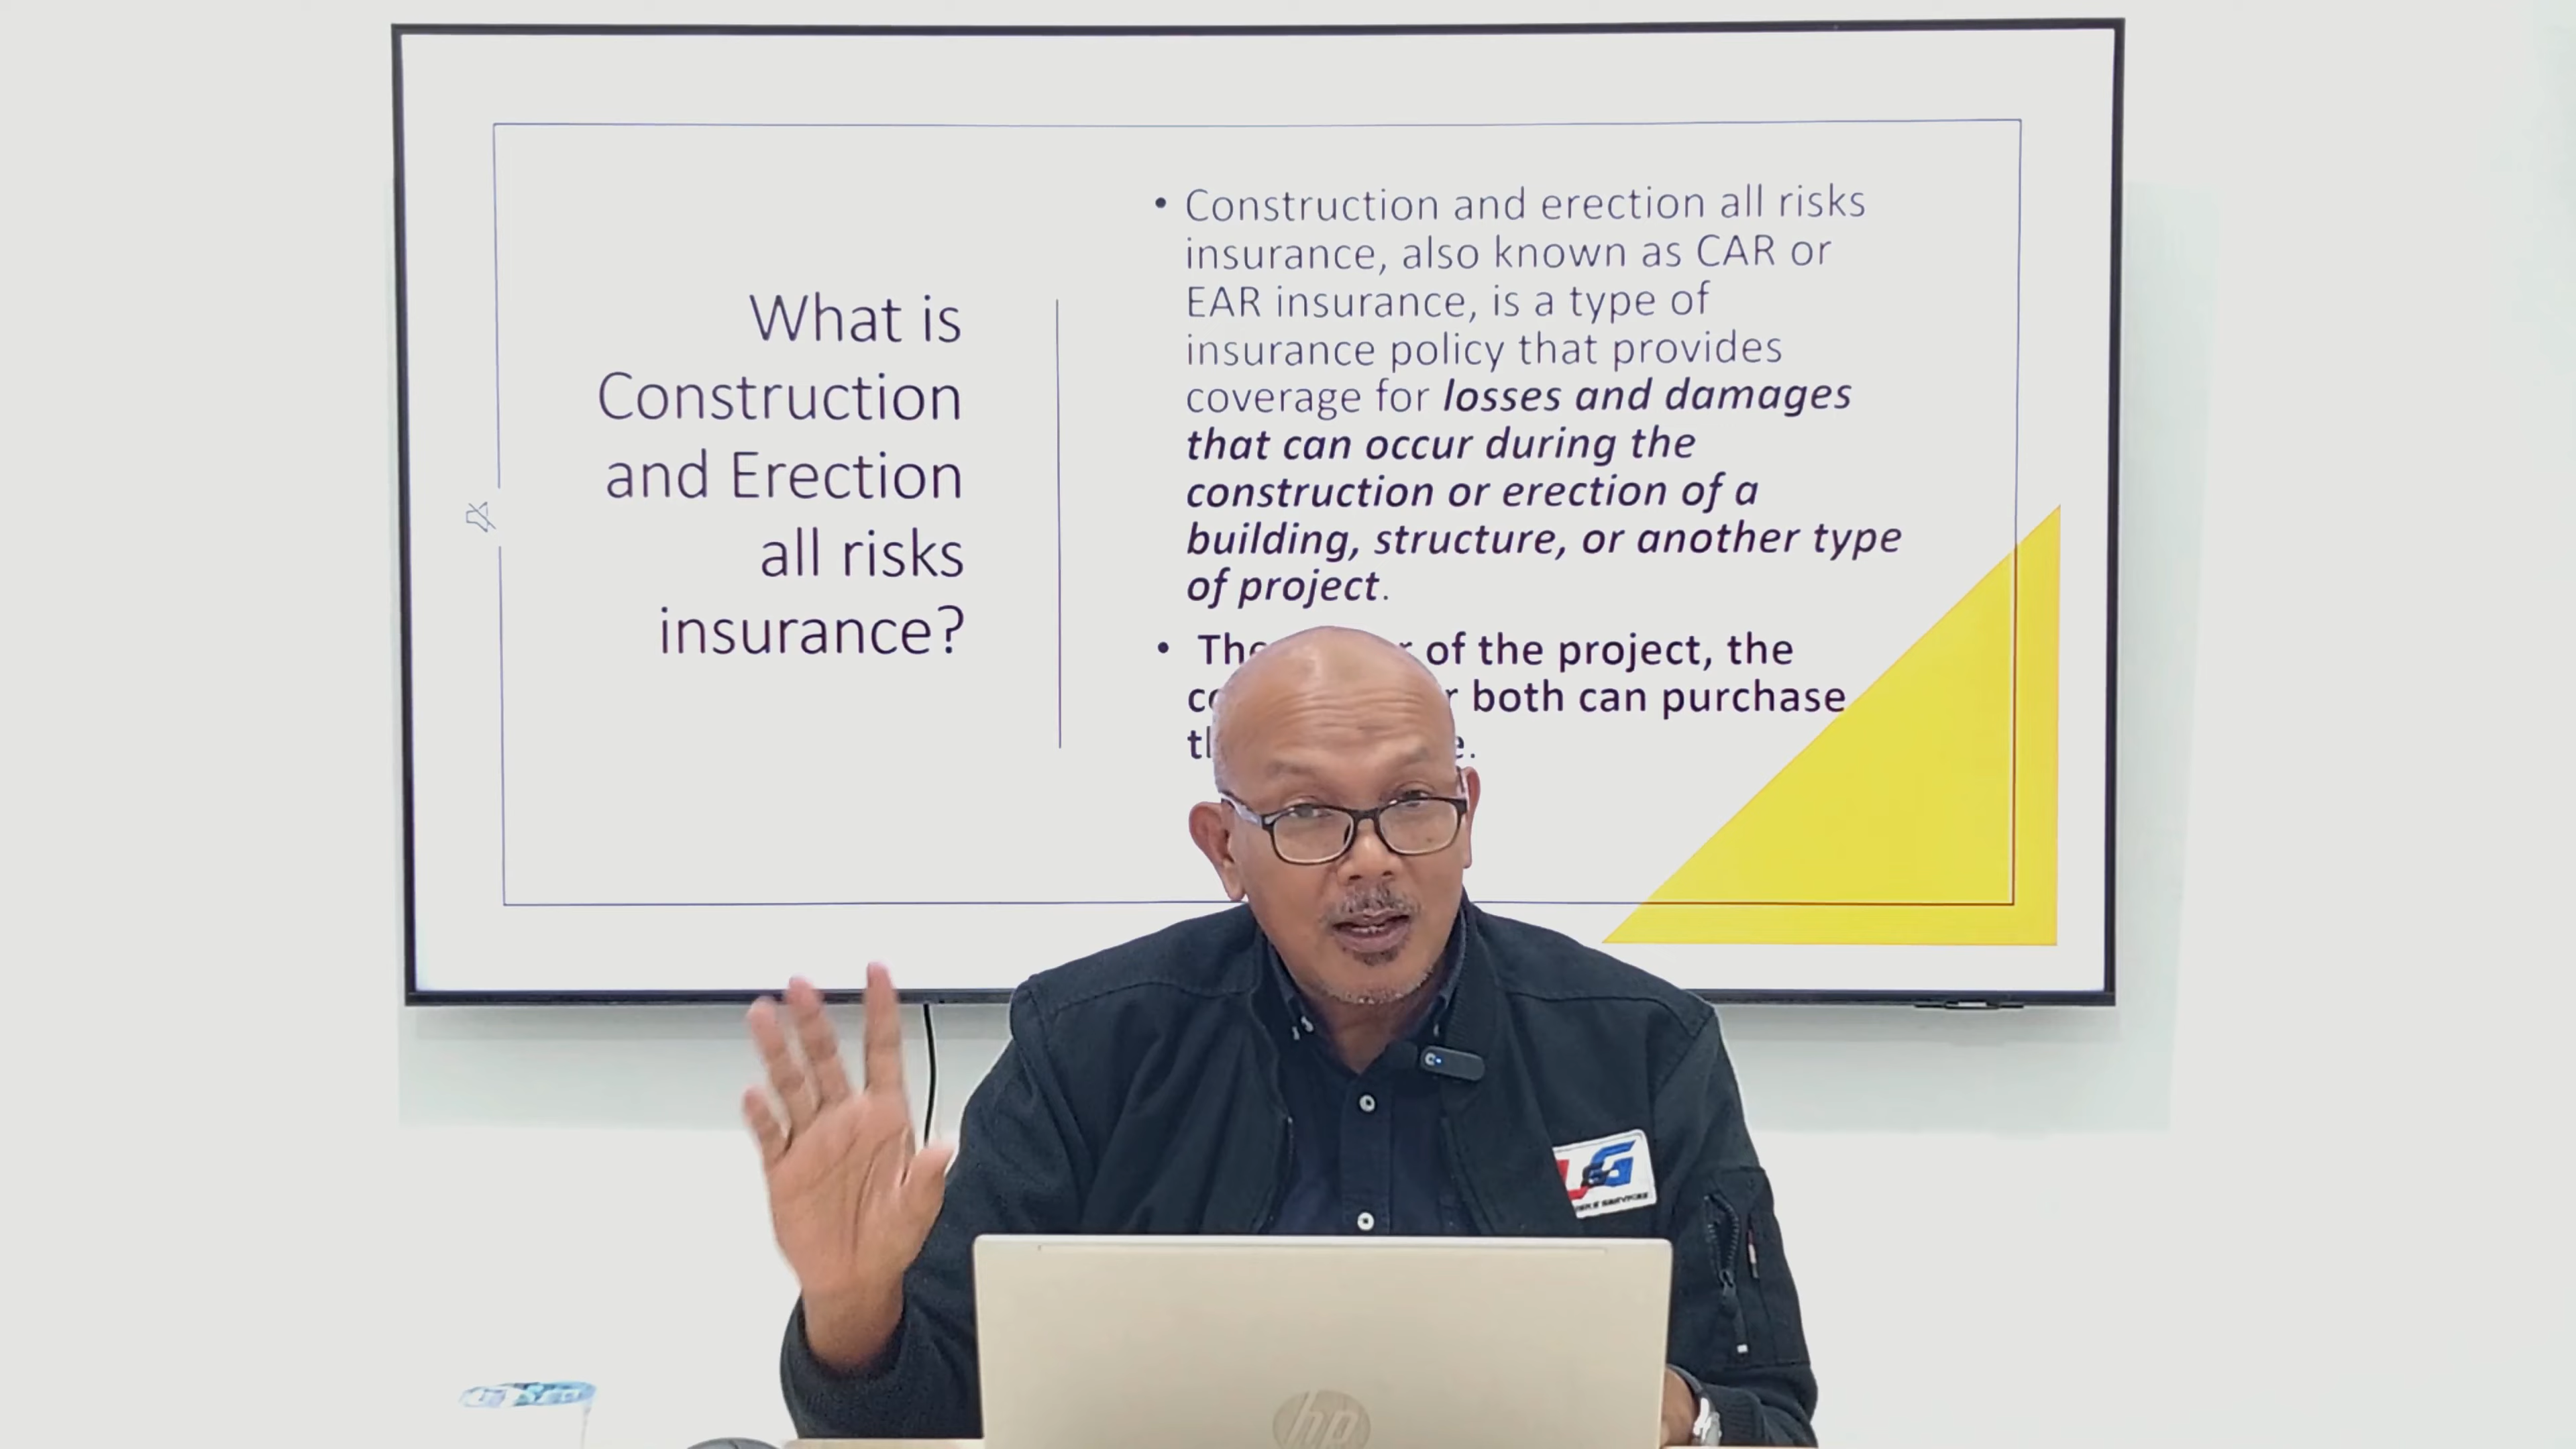 What is
Construction
and Erection
all risks
insurance?
• Construction and erection all risks
insurance, also known as CAR or
EAR insurance, is a type of
insurance policy that provides
coverage for losses and damages
that can occur during the
construction or erection of a
building, structure, or another type
of project.
• of the project, the
both can purchase
hp